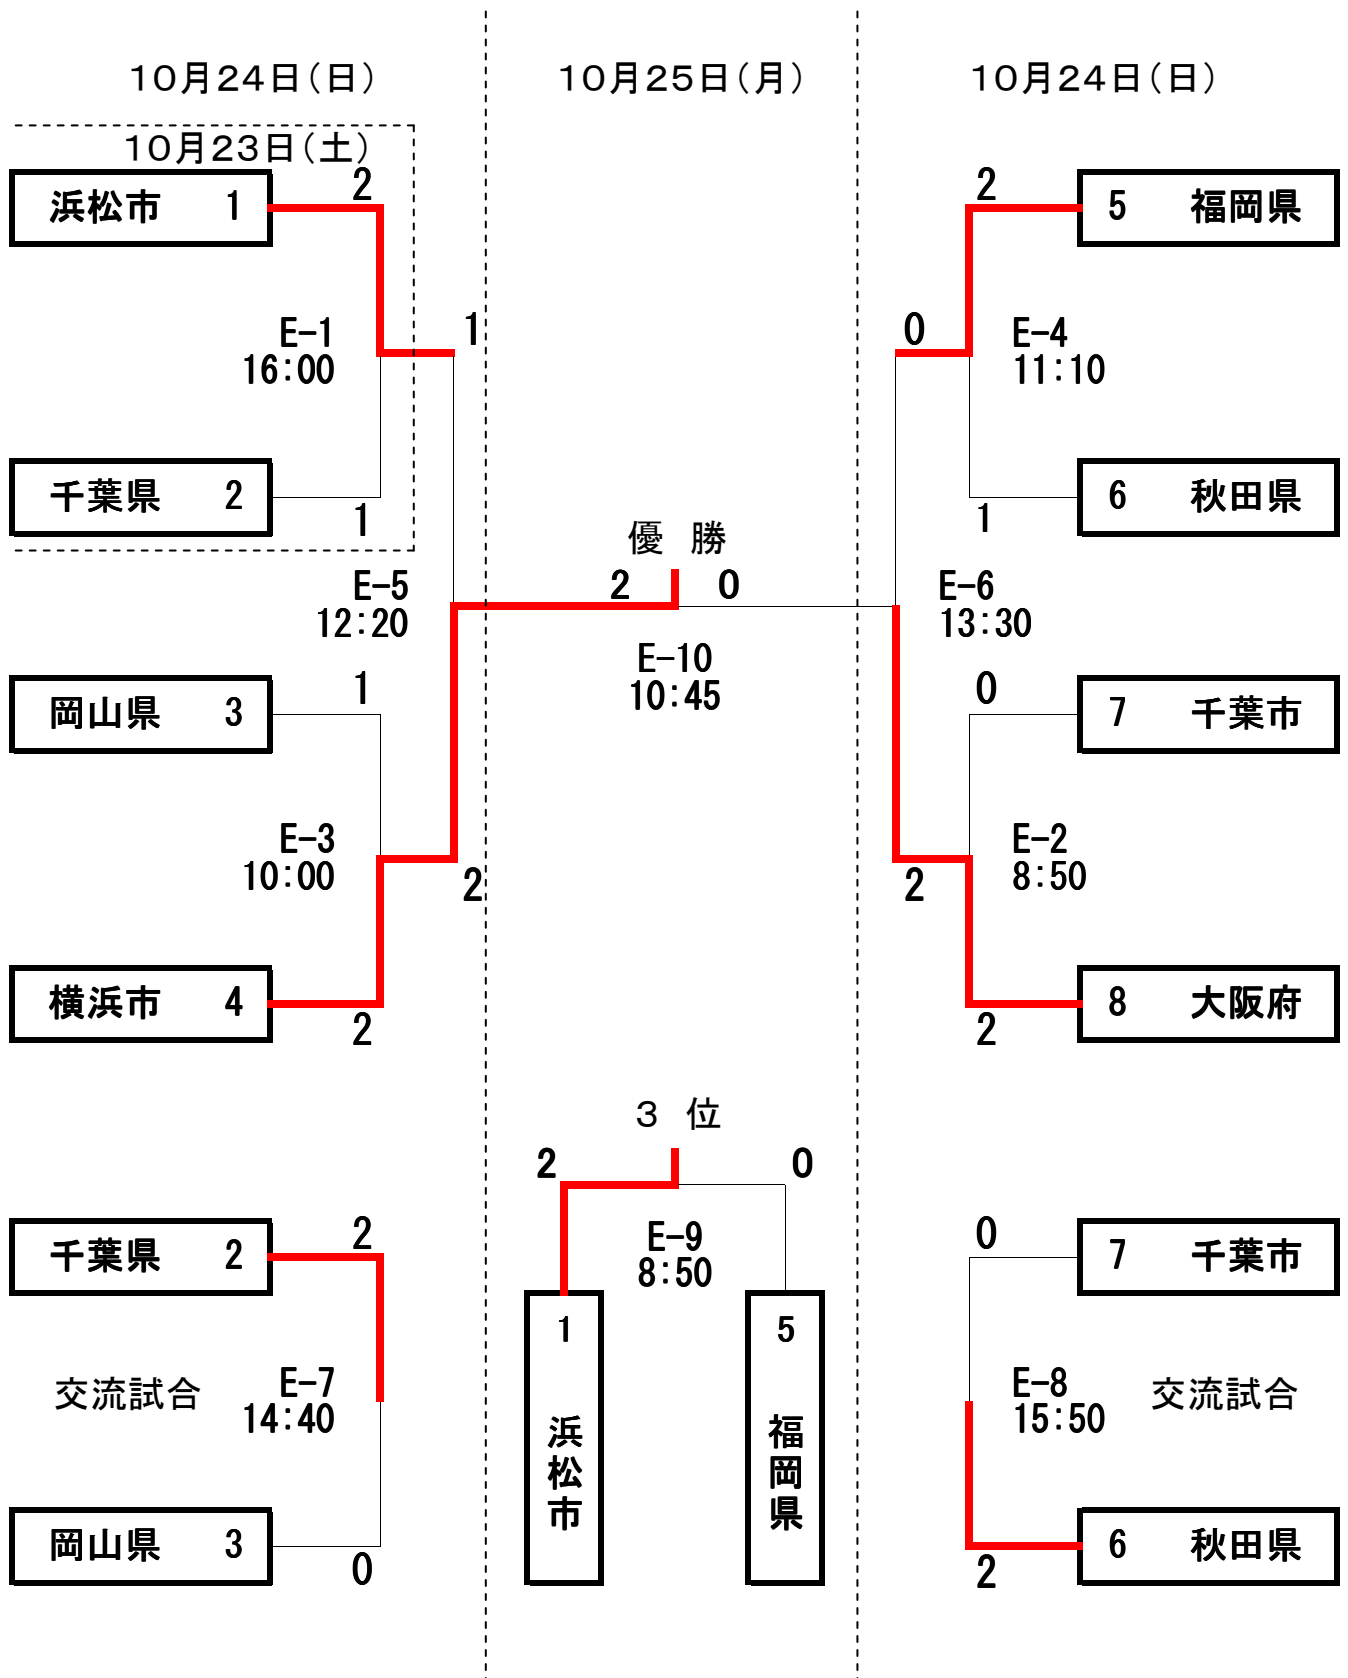 10月24日(日)
10月25日(月)
10月24日(日)
10月23日(土)
浜松市 1
2
2
5 福岡県
E-1
16:00
1
0
E-4
11:10
千葉県 2
1
1
6 秋田県
優 勝
2 0
E-5
12:20
E-6
13:30
E-10
10:45
岡山県 3
1
0
7 千葉市
E-3
10:00
2
2
E-2
8:50
横浜市 4
2
2
8 大阪府
3 位
2
0
E-9
8:50
千葉県 2
2
0
7 千葉市
1
浜松市
5
福岡県
交流試合
E-7
14:40
E-8
15:50
交流試合
岡山県 3
0
2
6 秋田県